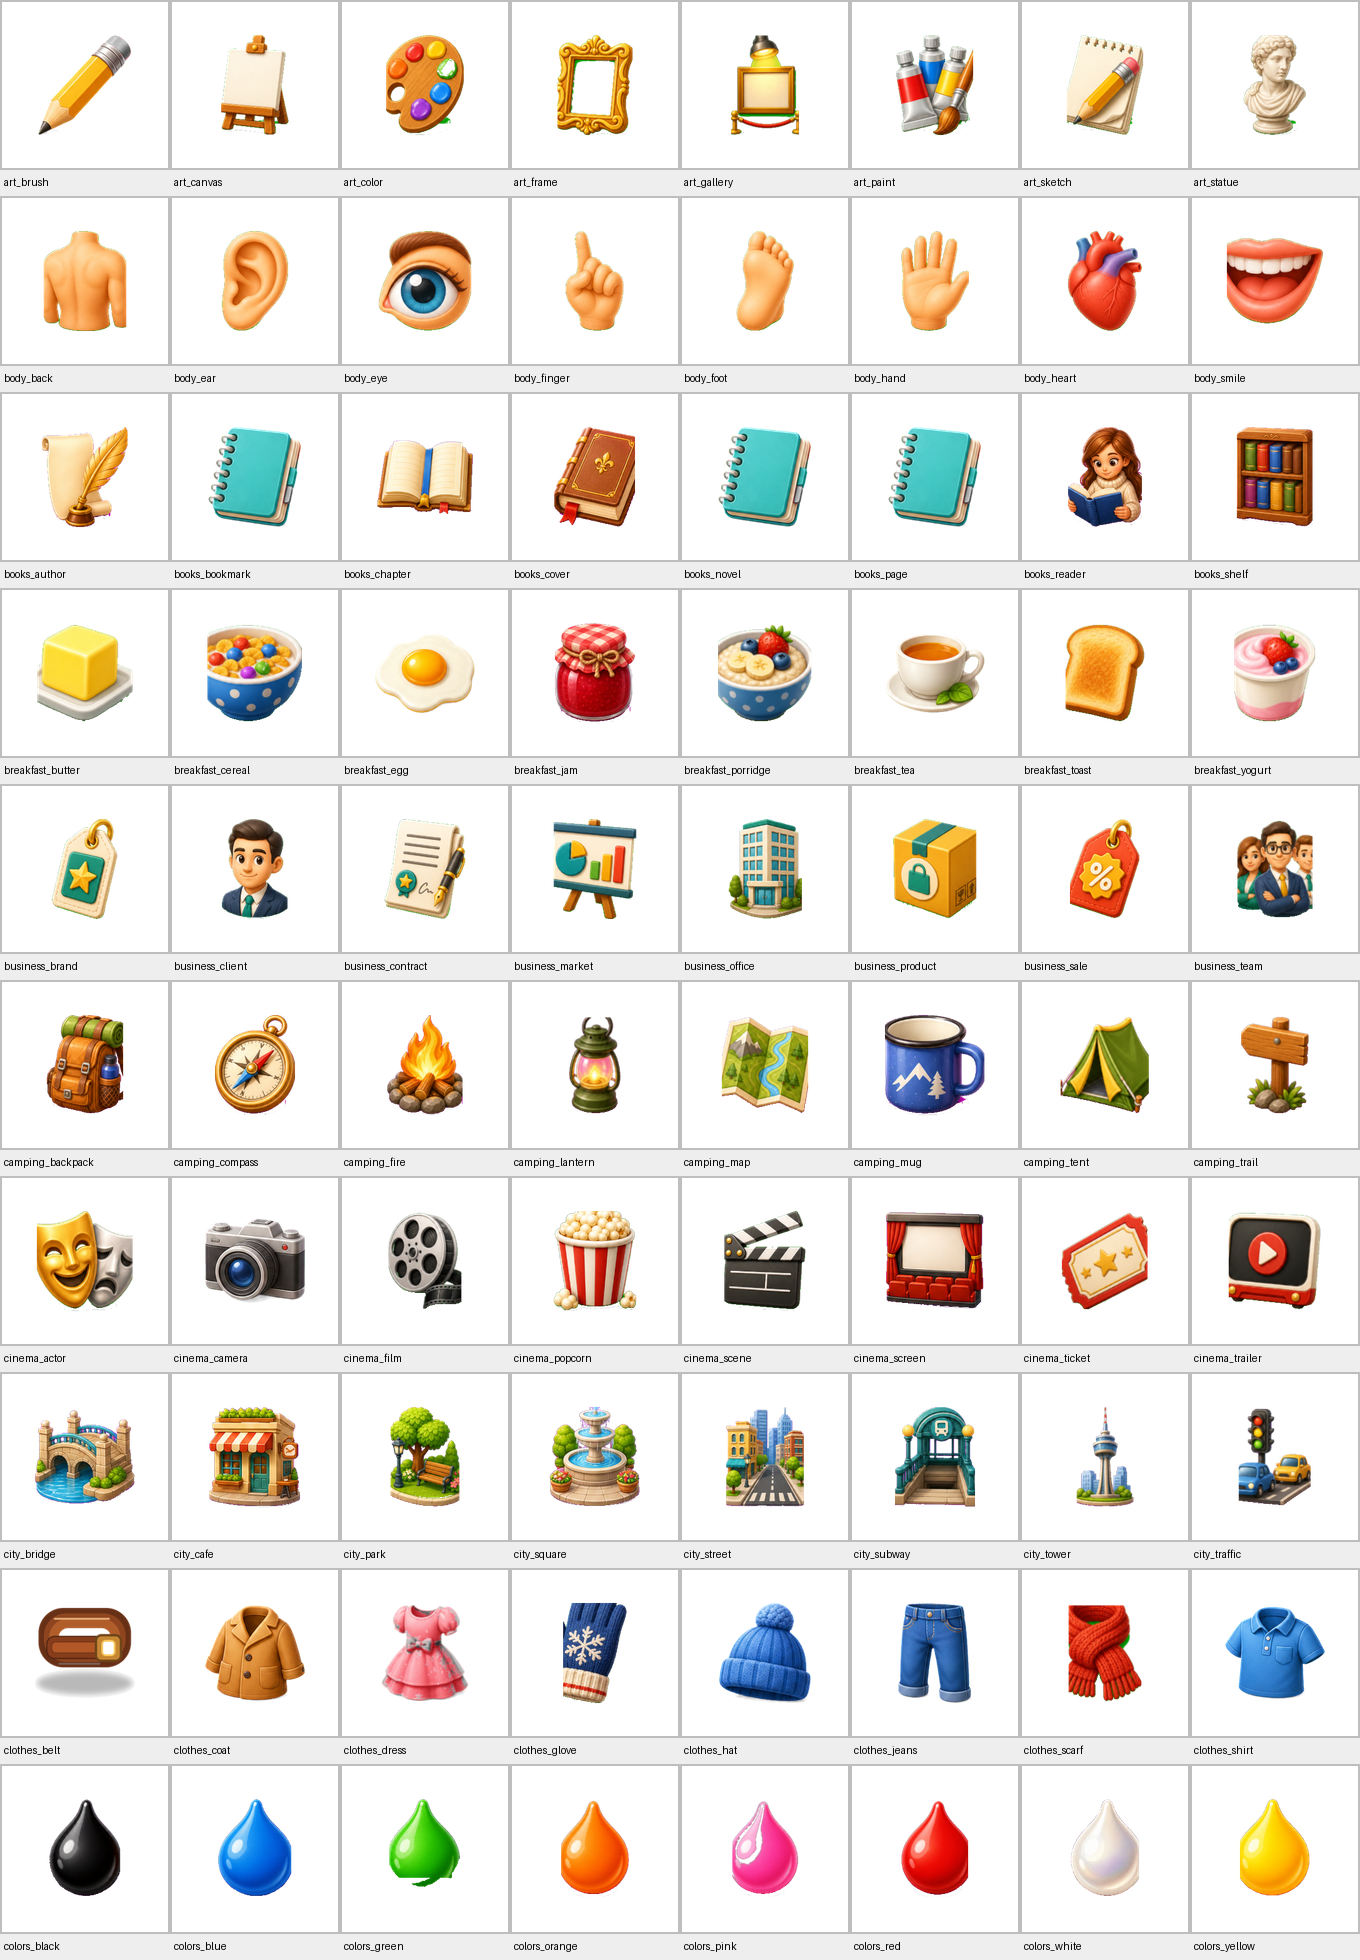 art_brush
art_canvas
art_color
art_frame
art_gallery
art_paint
art_sketch
art_statue
body_back
body_ear
body_eye
body_finger
body_foot
body_hand
body_heart
body_smile
books_author
books_bookmark
books_chapter
books_cover
books_novel
books_page
books_reader
books_shelf
breakfast_butter
breakfast_cereal
breakfast_egg
breakfast_jam
breakfast_porridge
breakfast_tea
breakfast_toast
breakfast_yogurt
%
business_brand
business_client
business_contract
business_market
business_office
business_product
business_sale
business_team
camping_backpack
camping_compass
camping_fire
camping_lantern
camping_map
camping_mug
camping_tent
camping_trail
cinema_actor
cinema_camera
cinema_film
cinema_popcorn
cinema_scene
cinema_screen
cinema_ticket
cinema_trailer
city_bridge
city_cafe
city_park
city_square
city_street
city_subway
city_tower
city_traffic
clothes_belt
clothes_coat
clothes_dress
clothes_glove
clothes_hat
clothes_jeans
clothes_scarf
clothes_shirt
colors_black
colors_blue
colors_green
colors_orange
colors_pink
colors_red
colors_white
colors_yellow